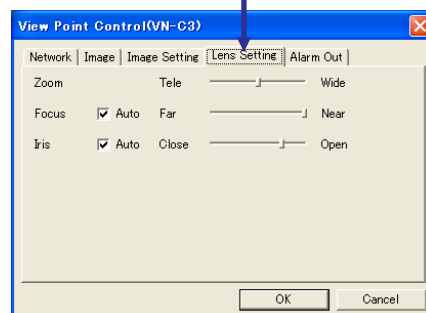 View Point Control(VN-C3)
Network Image Image Setting Lens Setting Alarm Out
Zoom Tele Wide
Focus Auto Far Near
Iris Auto Close Open
OK Cancel